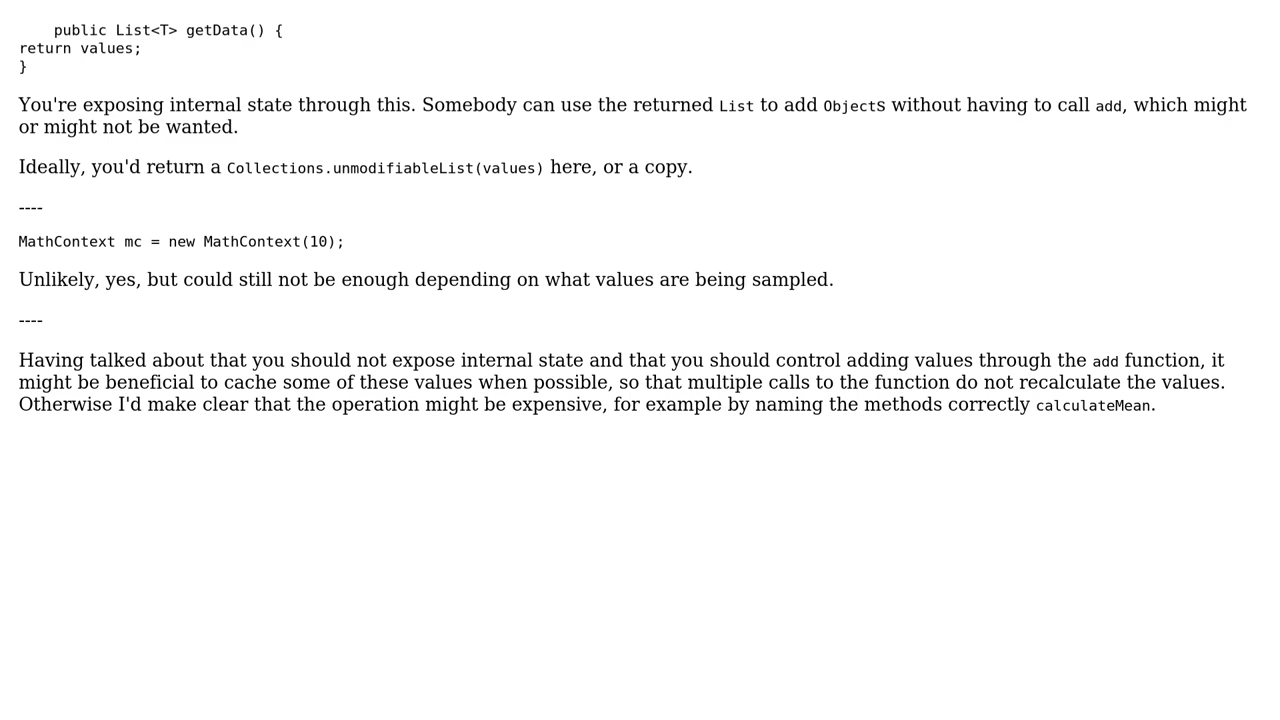 public List<T> getData() {
return values;
}
You're exposing internal state through this. Somebody can use the returned List to add Objects without having to call add, which might
or might not be wanted.
Ideally, you'd return a Collections.unmodifiableList(values) here, or a copy.
----
MathContext mc = new MathContext(10);
Unlikely, yes, but could still not be enough depending on what values are being sampled.
----
Having talked about that you should not expose internal state and that you should control adding values through the add function, it
might be beneficial to cache some of these values when possible, so that multiple calls to the function do not recalculate the values.
Otherwise I'd make clear that the operation might be expensive, for example by naming the methods correctly calculateMean.